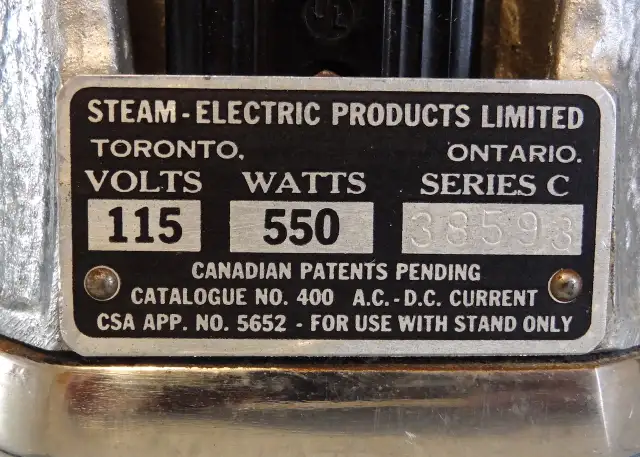 STEAM-ELECTRIC PRODUCTS LIMITED
TORONTO, ONTARIO.
VOLTS WATTS SERIES C
115 550 38593
CANADIAN PATENTS PENDING
CATALOGUE NO. 400 A.C.-D.C. CURRENT
CSA APP. NO. 5652 - FOR USE WITH STAND ONLY